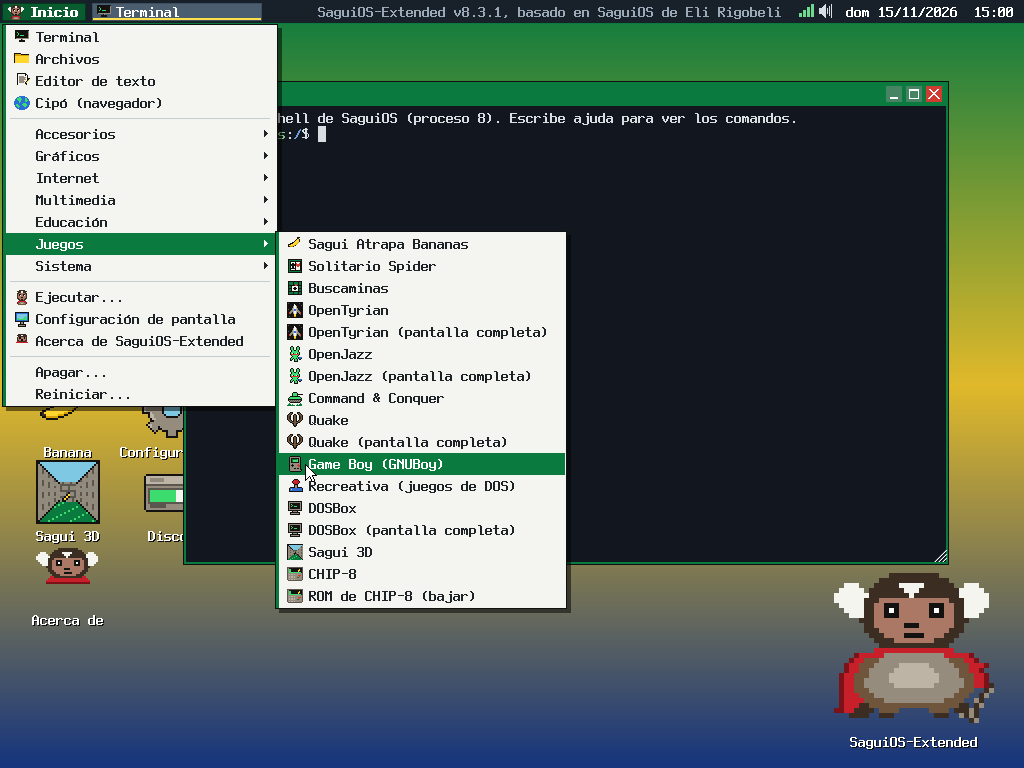 Inicio
Terminal
SaguiOS-Extended v8.3.1, basado en SaguiOS de Eli Rigobeli
dom 15/11/2026 15:00
Terminal
Archivos
Editor de texto
Cipó (navegador)
Accesorios
Gráficos
Internet
Multimedia
Educación
Juegos
Sistema
Ejecutar...
Configuración de pantalla
Acerca de SaguiOS-Extended
Apagar...
Reiniciar...
hell de SaguiOS (proceso 8). Escribe ajuda para ver los comandos.
s:/$
Sagui Atrapa Bananas
Solitario Spider
Buscaminas
OpenTyrian
OpenTyrian (pantalla completa)
OpenJazz
OpenJazz (pantalla completa)
Command & Conquer
Quake
Quake (pantalla completa)
Game Boy (GNUBoy)
Recreativa (juegos de DOS)
DOSBox
DOSBox (pantalla completa)
Sagui 3D
CHIP-8
ROM de CHIP-8 (bajar)
Banana
Configur
Sagui 3D
Disco
Acerca de
SaguiOS-Extended